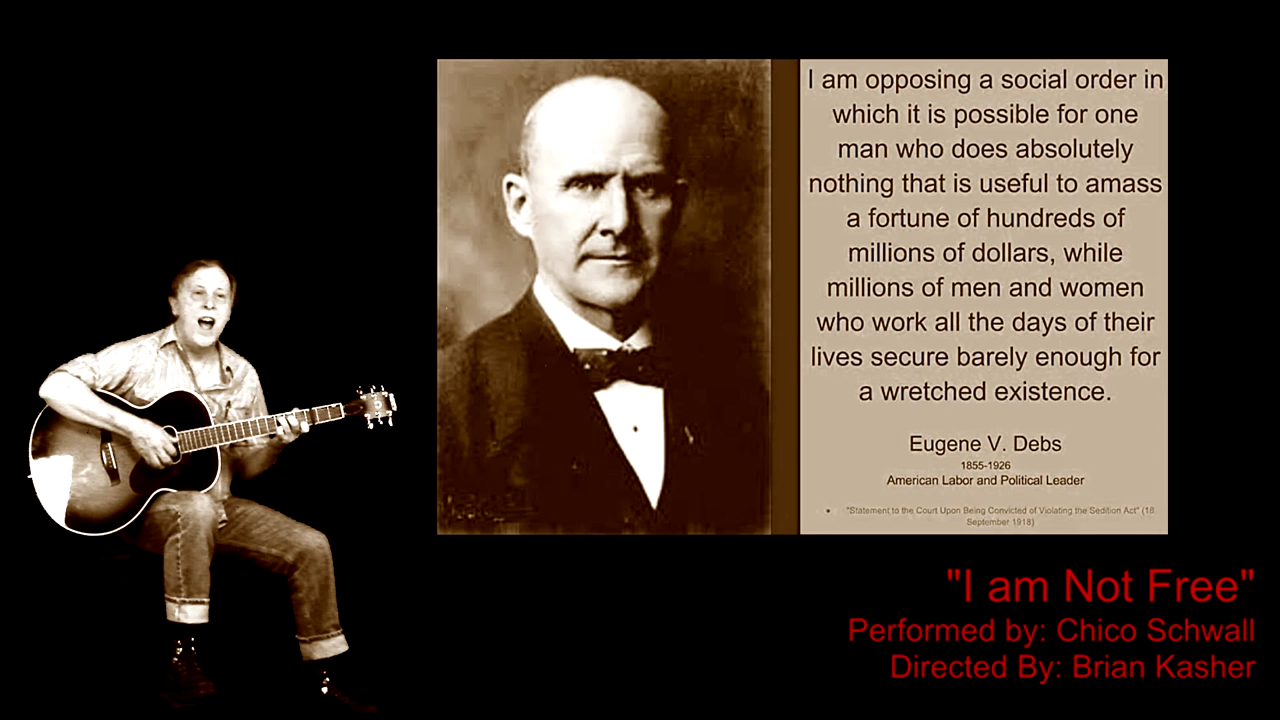 I am opposing a social order in
which it is possible for one
man who does absolutely
nothing that is useful to amass
a fortune of hundreds of
millions of dollars, while
millions of men and women
who work all the days of their
lives secure barely enough for
a wretched existence.
Eugene V. Debs
1855-1926
American Labor and Political Leader
• "Statement to the Court Upon Being Convicted of Violating the Sedition Act" (18
September 1918)
"I am Not Free"
Performed by: Chico Schwall
Directed By: Brian Kasher